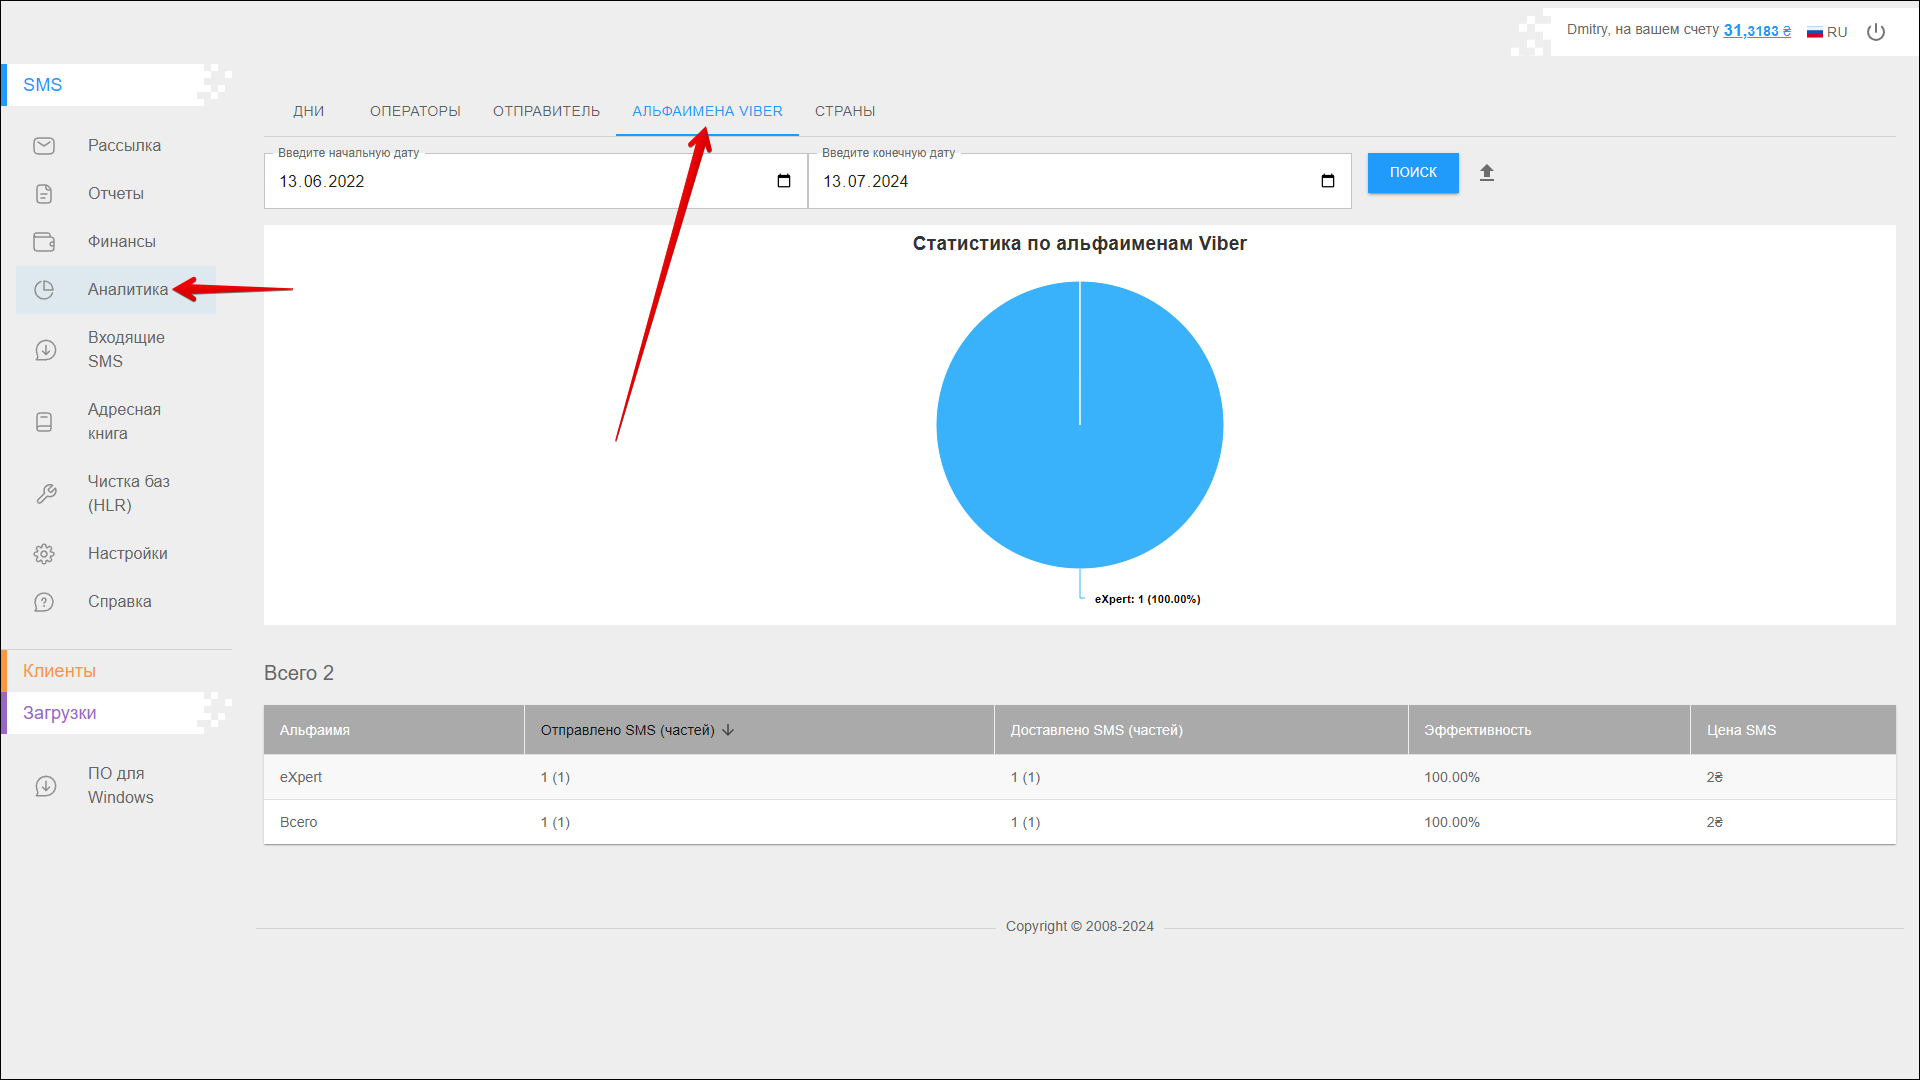 Dmitry, на вашем счету 31,3183 ₴ RU
SMS
Рассылка
Отчеты
Финансы
Аналитика
Входящие
SMS
Адресная
книга
Чистка баз
(HLR)
Настройки
Справка
Клиенты
Загрузки
ПО для
Windows
ДНИ ОПЕРАТОРЫ ОТПРАВИТЕЛЬ АЛЬФАИМЕНА VIBER СТРАНЫ
Введите начальную дату Введите конечную дату
13.06.2022 13.07.2024 ПОИСК
Статистика по альфаименам Viber
eXpert: 1 (100.00%)
Всего 2
Альфаимя Отправлено SMS (частей) Доставлено SMS (частей) Эффективность Цена SMS
eXpert 1 (1) 1 (1) 100.00% 2₴
Всего 1 (1) 1 (1) 100.00% 2₴
Copyright © 2008-2024